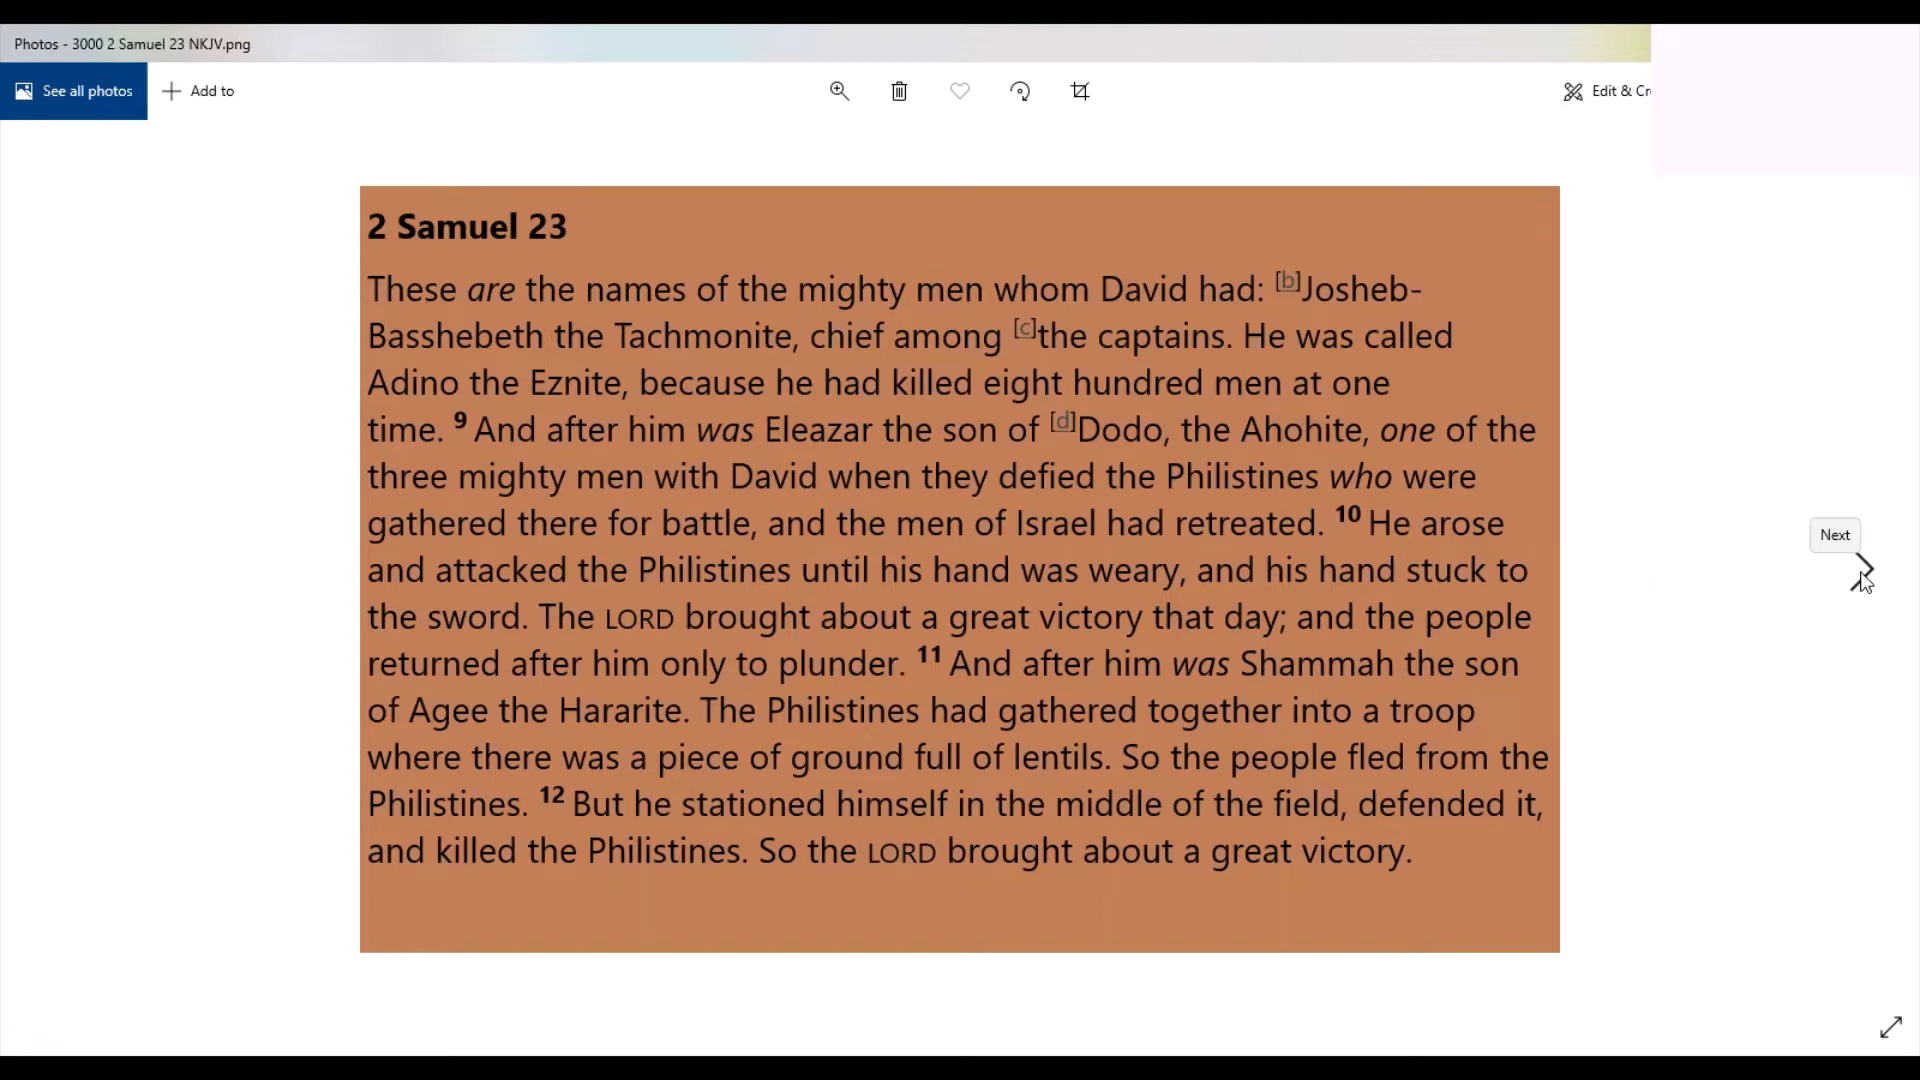 Photos - 3000 2 Samuel 23 NKJV.png
See all photos
Add to
Edit & Cr
2 Samuel 23
These are the names of the mighty men whom David had: [b]Josheb-
Basshebeth the Tachmonite, chief among [c]the captains. He was called
Adino the Eznite, because he had killed eight hundred men at one
time. 9 And after him was Eleazar the son of [d]Dodo, the Ahohite, one of the
three mighty men with David when they defied the Philistines who were
gathered there for battle, and the men of Israel had retreated. 10 He arose
and attacked the Philistines until his hand was weary, and his hand stuck to
the sword. The LORD brought about a great victory that day; and the people
returned after him only to plunder. 11 And after him was Shammah the son
of Agee the Hararite. The Philistines had gathered together into a troop
where there was a piece of ground full of lentils. So the people fled from the
Philistines. 12 But he stationed himself in the middle of the field, defended it,
and killed the Philistines. So the LORD brought about a great victory.
Next